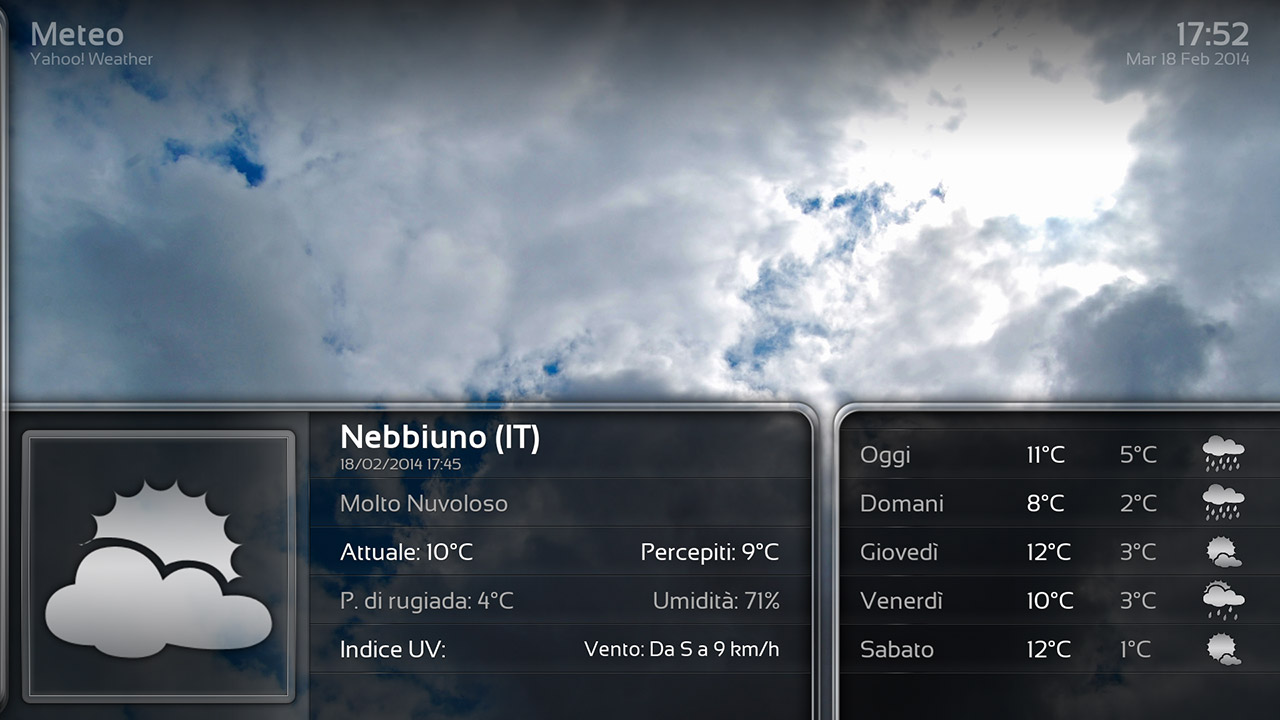 Meteo
Yahoo! Weather
17:52
Mar 18 Feb 2014
Nebbiuno (IT)
18/02/2014 17:45
Molto Nuvoloso
Attuale: 10°C Percepiti: 9°C
P. di rugiada: 4°C Umidità: 71%
Indice UV: Vento: Da S a 9 km/h
Oggi 11°C 5°C
Domani 8°C 2°C
Giovedì 12°C 3°C
Venerdì 10°C 3°C
Sabato 12°C 1°C